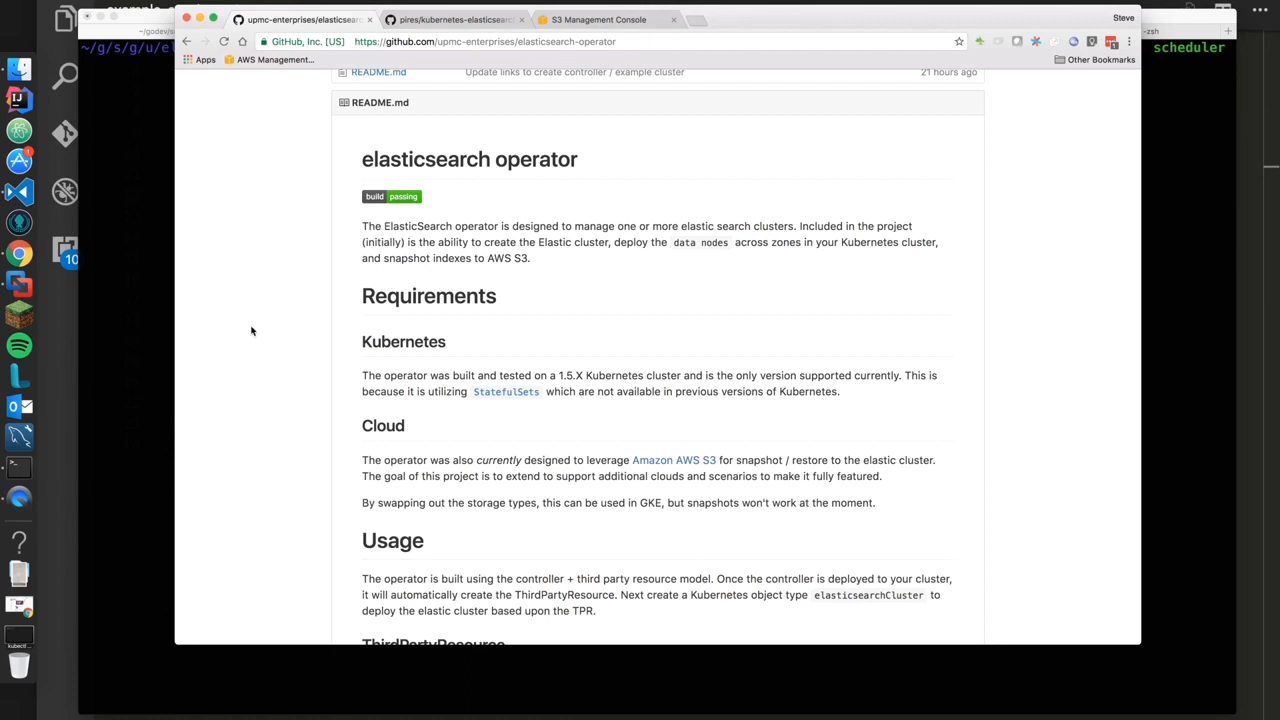 upmc-enterprises/elasticsearc
pires/kubernetes-elasticsearch
S3 Management Console
Steve
GitHub, Inc. [US]
https://github.com/upmc-enterprises/elasticsearch-operator
Apps
AWS Management...
Other Bookmarks
-zsh
~/g/s/g/u/e
scheduler
README.md
Update links to create controller / example cluster
21 hours ago
README.md
elasticsearch operator
build passing
The ElasticSearch operator is designed to manage one or more elastic search clusters. Included in the project
(initially) is the ability to create the Elastic cluster, deploy the data nodes across zones in your Kubernetes cluster,
and snapshot indexes to AWS S3.
Requirements
Kubernetes
The operator was built and tested on a 1.5.X Kubernetes cluster and is the only version supported currently. This is
because it is utilizing StatefulSets which are not available in previous versions of Kubernetes.
Cloud
The operator was also currently designed to leverage Amazon AWS S3 for snapshot / restore to the elastic cluster.
The goal of this project is to extend to support additional clouds and scenarios to make it fully featured.
By swapping out the storage types, this can be used in GKE, but snapshots won't work at the moment.
Usage
The operator is built using the controller + third party resource model. Once the controller is deployed to your cluster,
it will automatically create the ThirdPartyResource. Next create a Kubernetes object type elasticsearchCluster to
deploy the elastic cluster based upon the TPR.
ThirdPartyResource
10
1
1
kubectl